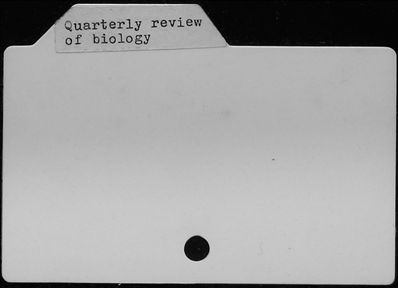 Quarterly review
of biology